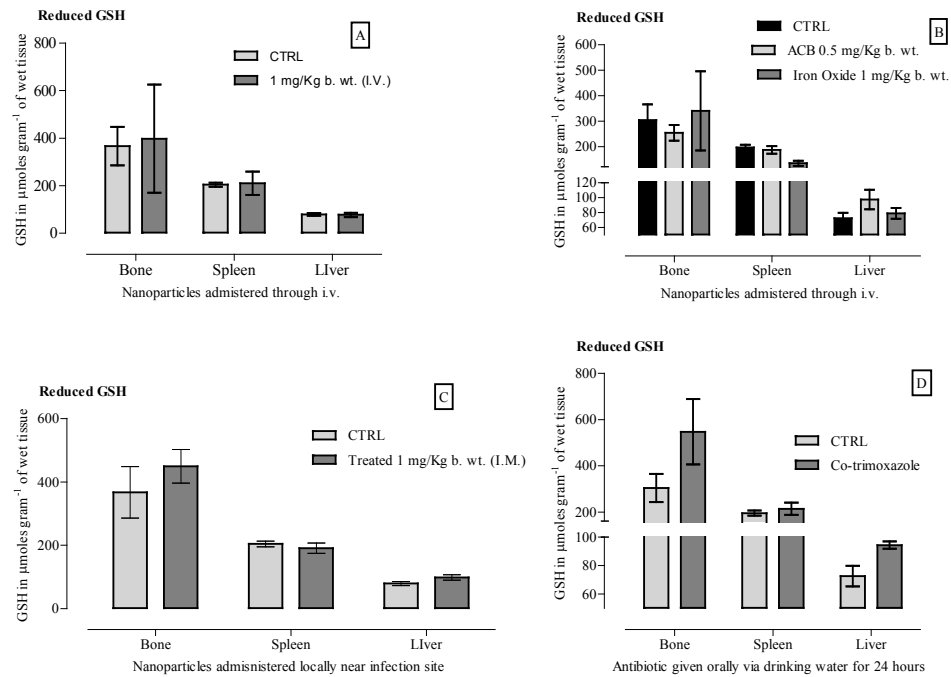 Reduced GSH
A
CTRL
1 mg/Kg b. wt. (I.V.)
GSH in µmoles gram⁻¹ of wet tissue
800
600
400
200
0
Bone Spleen LIver
Nanoparticles admistered through i.v.
Reduced GSH
B
CTRL
ACB 0.5 mg/Kg b. wt.
Iron Oxide 1 mg/Kg b. wt.
GSH in µmoles gram⁻¹ of wet tissue
600
500
400
300
200
120
100
80
60
Bone Spleen Liver
Nanoparticles admistered through i.v.
Reduced GSH
C
CTRL
Treated 1 mg/Kg b. wt. (I.M.)
GSH in µmoles gram⁻¹ of wet tissue
600
400
200
0
Bone Spleen LIver
Nanoparticles admisnistered locally near infection site
Reduced GSH
D
CTRL
Co-trimoxazole
GSH in µmoles gram⁻¹ of wet tissue
800
600
400
200
100
80
60
Bone Spleen Liver
Antibiotic given orally via drinking water for 24 hours